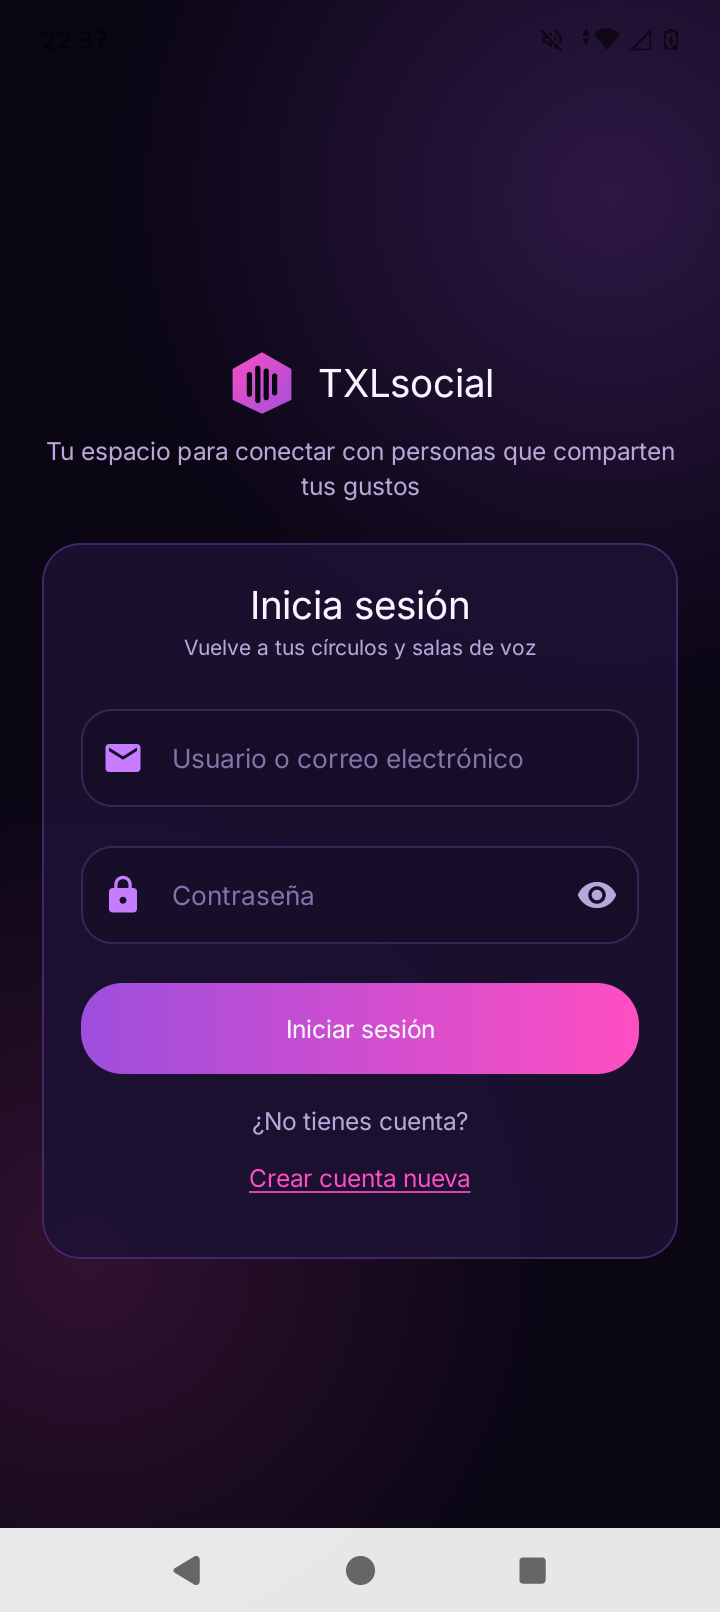 22:37
TXLsocial
Tu espacio para conectar con personas que comparten
tus gustos
Inicia sesión
Vuelve a tus círculos y salas de voz
Usuario o correo electrónico
Contraseña
Iniciar sesión
¿No tienes cuenta?
Crear cuenta nueva